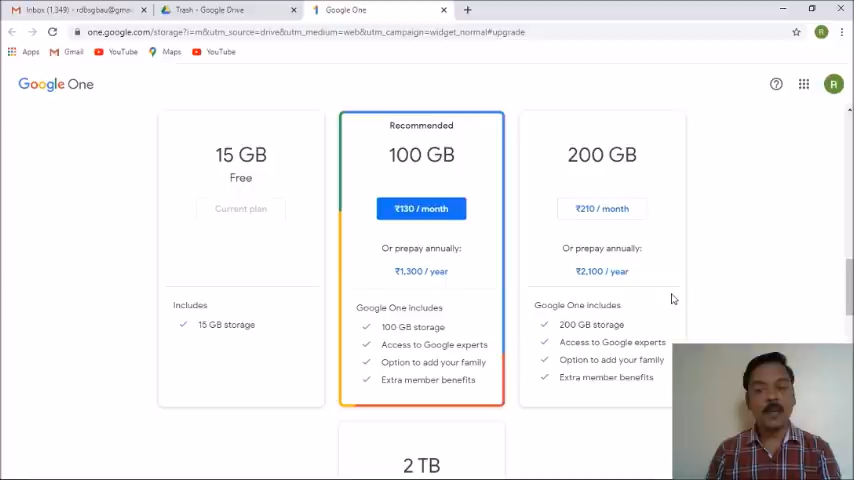 Inbox (1,349) - rdbsgbau@gmai
Trash - Google Drive
Google One
one.google.com/storage?i=m&utm_source=drive&utm_medium=web&utm_campaign=widget_normal#upgrade
R
Apps
Gmail
YouTube
Maps
YouTube
Google One
R
15 GB
Free
Current plan
Includes
15 GB storage
Recommended
100 GB
₹130 / month
Or prepay annually:
₹1,300 / year
Google One includes
100 GB storage
Access to Google experts
Option to add your family
Extra member benefits
200 GB
₹210 / month
Or prepay annually:
₹2,100 / year
Google One includes
200 GB storage
Access to Google experts
Option to add your family
Extra member benefits
2 TB